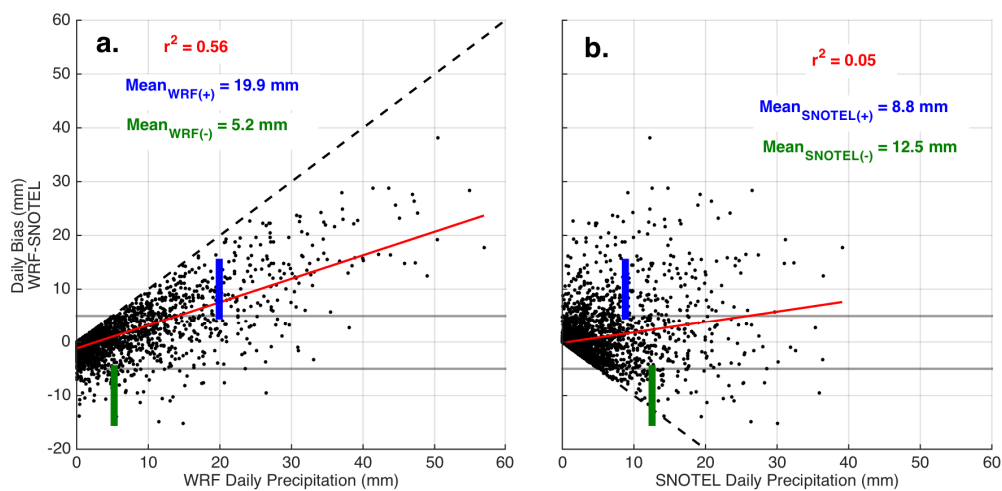 a.
r2 = 0.56
MeanWRF(+) = 19.9 mm
MeanWRF(-) = 5.2 mm
Daily Bias (mm)
WRF-SNOTEL
60
50
40
30
20
10
0
-10
-20
0 10 20 30 40 50 60
WRF Daily Precipitation (mm)
b.
r2 = 0.05
MeanSNOTEL(+) = 8.8 mm
MeanSNOTEL(-) = 12.5 mm
0 10 20 30 40 50 60
SNOTEL Daily Precipitation (mm)